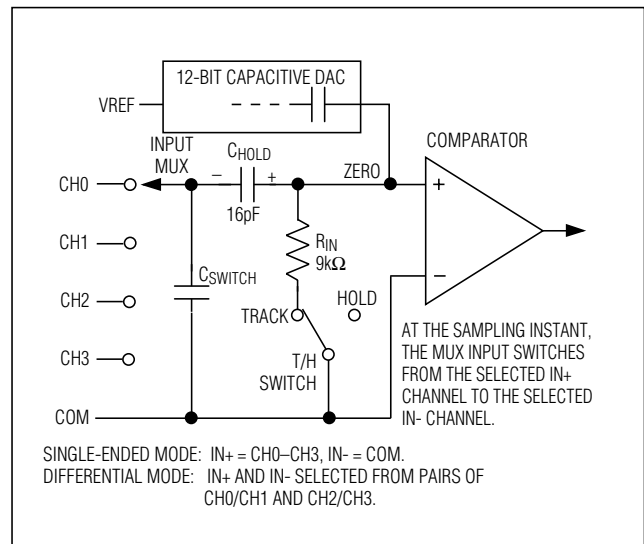 12-BIT CAPACITIVE DAC
VREF
COMPARATOR
INPUT
MUX
CHOLD
ZERO
− +
16pF
CH0
CH1
CH2
CH3
COM
CSWITCH
RIN
9kΩ
TRACK
HOLD
T/H
SWITCH
+
−
AT THE SAMPLING INSTANT,
THE MUX INPUT SWITCHES
FROM THE SELECTED IN+
CHANNEL TO THE SELECTED
IN- CHANNEL.
SINGLE-ENDED MODE: IN+ = CH0–CH3, IN- = COM.
DIFFERENTIAL MODE: IN+ AND IN- SELECTED FROM PAIRS OF
CH0/CH1 AND CH2/CH3.